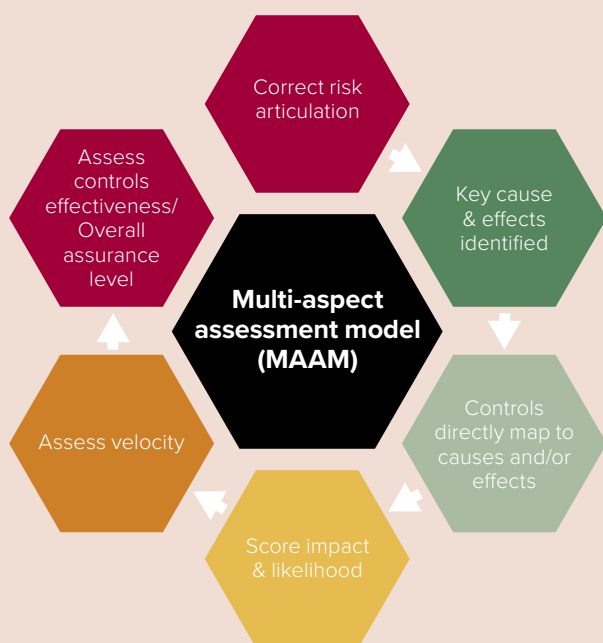 Correct risk
articulation
Key cause
& effects
identified
Controls
directly map to
causes and/or
effects
Score impact
& likelihood
Assess velocity
Assess
controls
effectiveness/
Overall
assurance
level
Multi-aspect
assessment model
(MAAM)